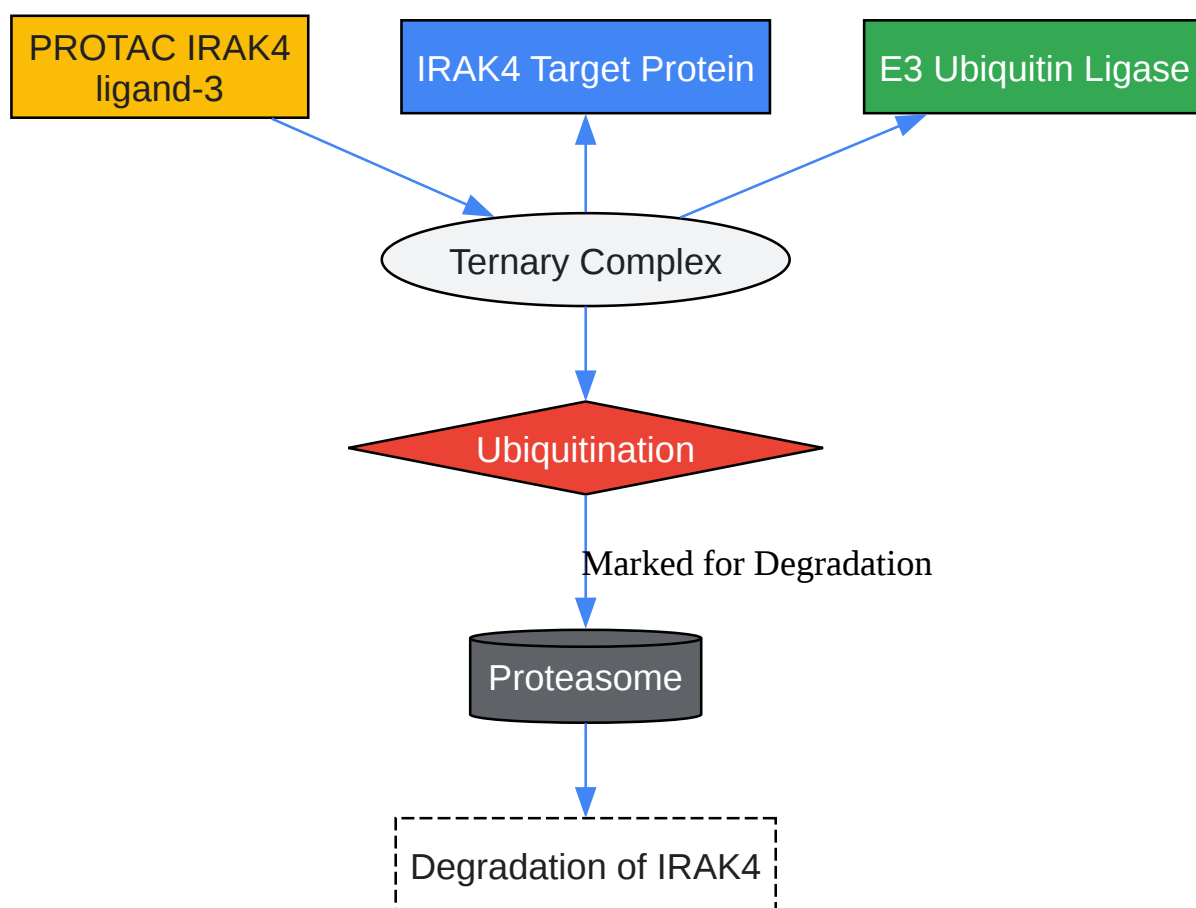 PROTAC IRAK4
ligand-3
IRAK4 Target Protein
E3 Ubiquitin Ligase
Ternary Complex
Ubiquitination
Marked for Degradation
Proteasome
Degradation of IRAK4